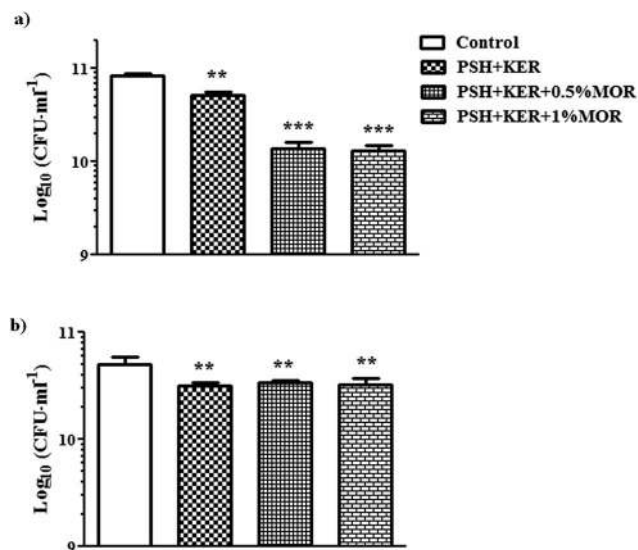 a)
Control
PSH+KER
PSH+KER+0.5%MOR
PSH+KER+1%MOR
Log₁₀ (CFU·ml⁻¹)
11
10
9
**
***
***
b)
Log₁₀ (CFU·ml⁻¹)
11
10
9
**
**
**